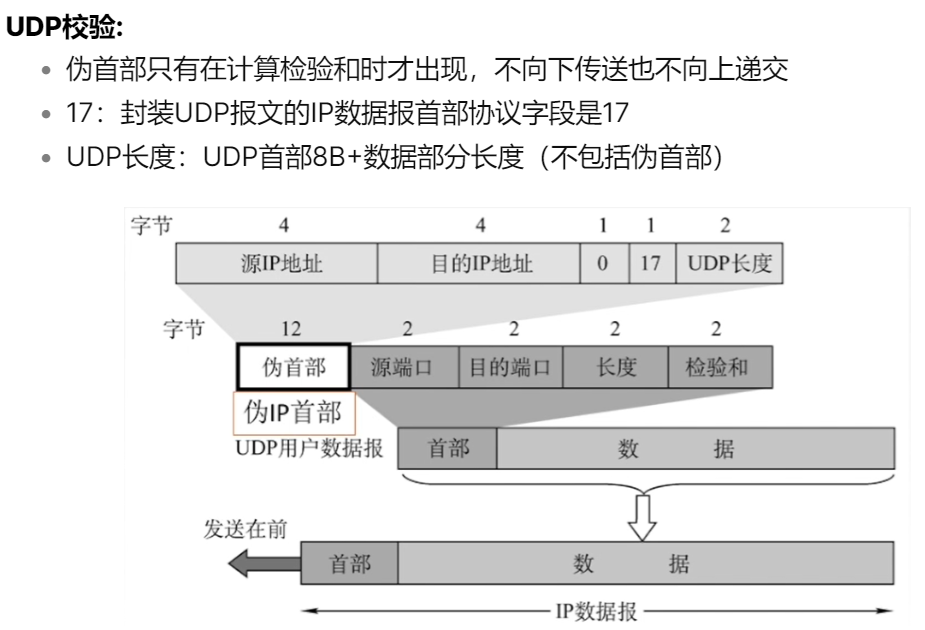 UDP校验:
伪首部只有在计算检验和时才出现，不向下传送也不向上递交
17：封装UDP报文的IP数据报首部协议字段是17
UDP长度：UDP首部8B+数据部分长度（不包括伪首部）
字节 4 4 1 1 2
源IP地址 目的IP地址 0 17 UDP长度
字节 12 2 2 2 2
伪首部 源端口 目的端口 长度 检验和
伪IP首部
UDP用户数据报 首部 数 据
发送在前
首部 数 据
IP数据报